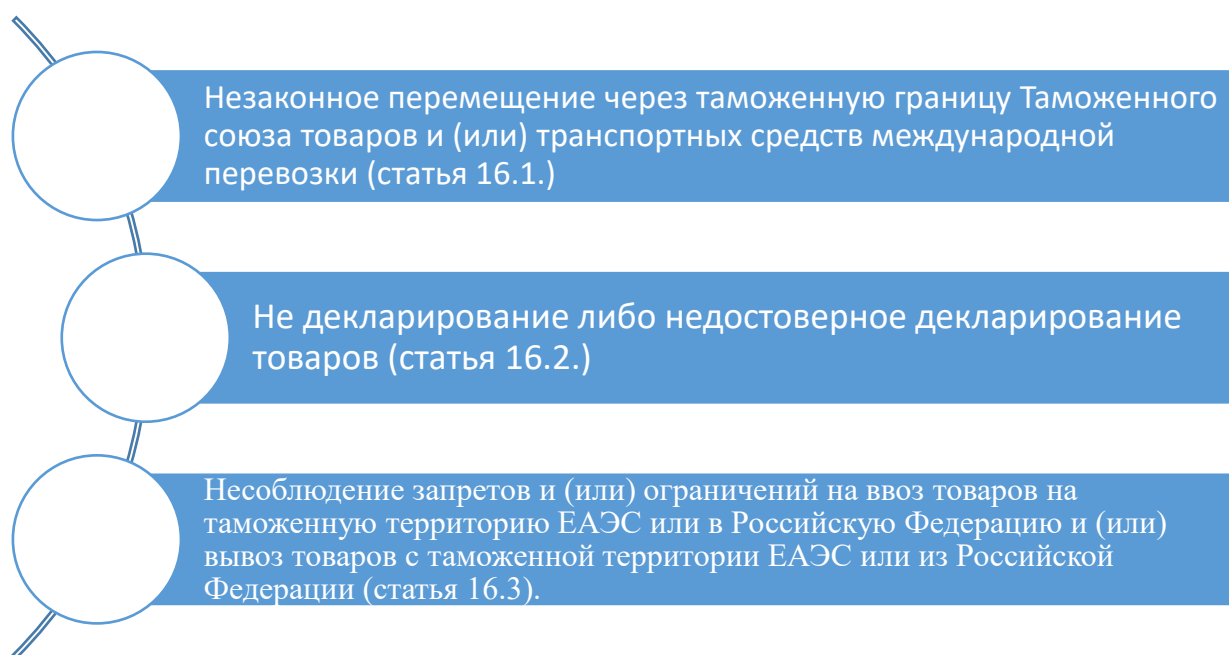 Незаконное перемещение через таможенную границу Таможенного
союза товаров и (или) транспортных средств международной
перевозки (статья 16.1.)
Не декларирование либо недостоверное декларирование
товаров (статья 16.2.)
Несоблюдение запретов и (или) ограничений на ввоз товаров на
таможенную территорию ЕАЭС или в Российскую Федерацию и (или)
вывоз товаров с таможенной территории ЕАЭС или из Российской
Федерации (статья 16.3).